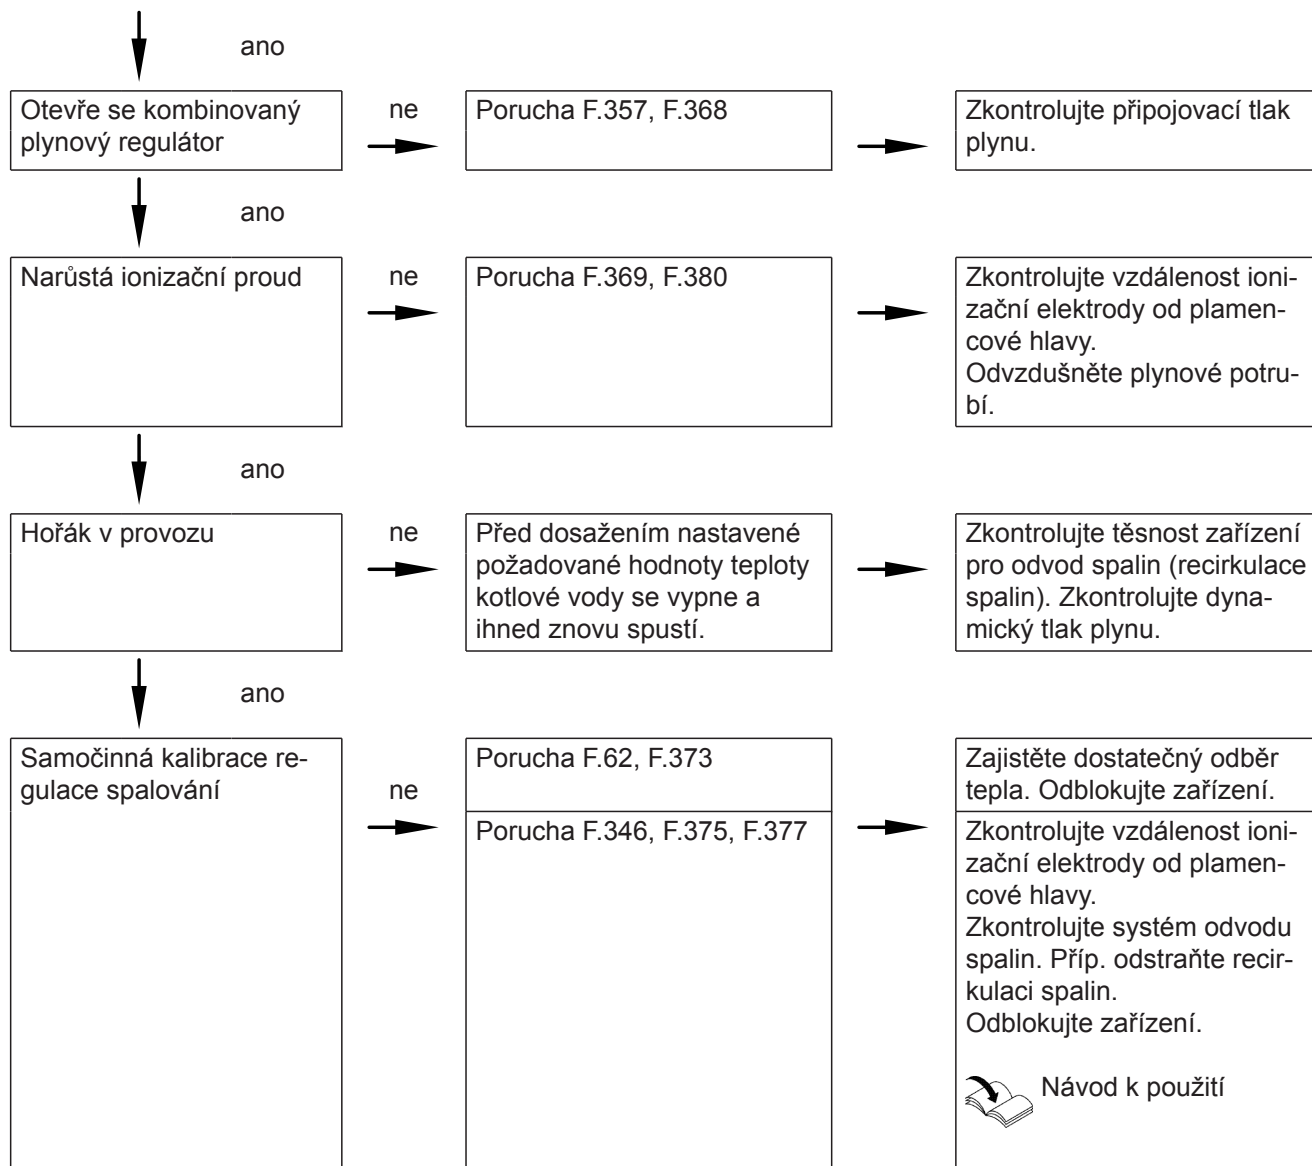 ano
Otevře se kombinovaný
plynový regulátor
ne
Porucha F.357, F.368
Zkontrolujte připojovací tlak
plynu.
ano
Narůstá ionizační proud
ne
Porucha F.369, F.380
Zkontrolujte vzdálenost ioni-
zační elektrody od plamen-
cové hlavy.
Odvzdušněte plynové potru-
bí.
ano
Hořák v provozu
ne
Před dosažením nastavené
požadované hodnoty teploty
kotlové vody se vypne a
ihned znovu spustí.
Zkontrolujte těsnost zařízení
pro odvod spalin (recirkulace
spalin). Zkontrolujte dyna-
mický tlak plynu.
ano
Samočinná kalibrace re-
gulace spalování
ne
Porucha F.62, F.373
Zajistěte dostatečný odběr
tepla. Odblokujte zařízení.
Porucha F.346, F.375, F.377
Zkontrolujte vzdálenost ioni-
zační elektrody od plamen-
cové hlavy.
Zkontrolujte systém odvodu
spalin. Příp. odstraňte recir-
kulaci spalin.
Odblokujte zařízení.
Návod k použití